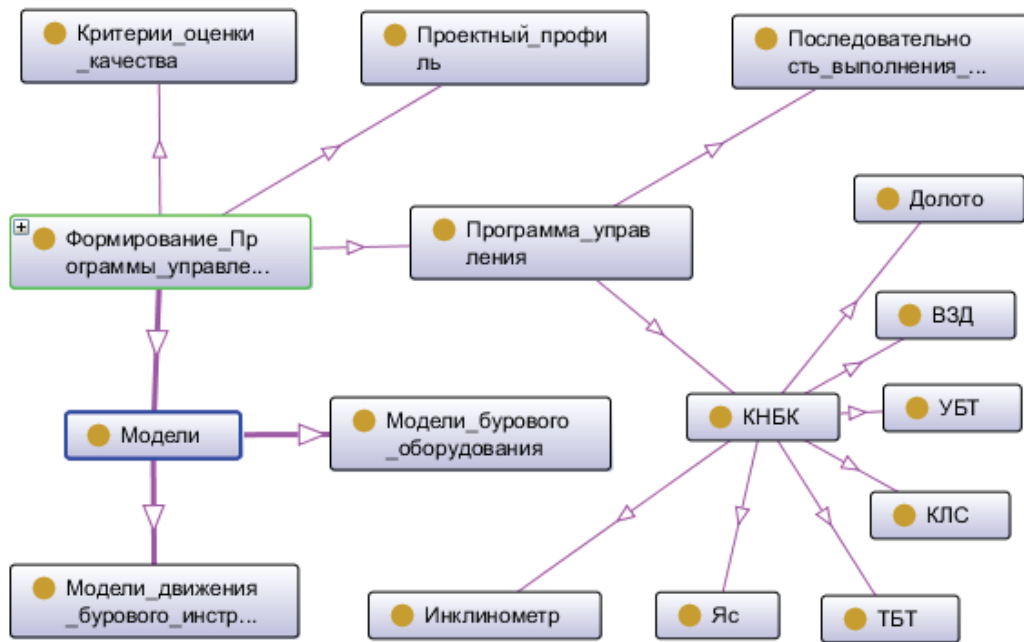 Критерии_оценки
_качества
Проектный_профи
ль
Последовательно
сть_выполнения_...
Долото
Формирование_Пр
ограммы_управле...
Программа_управ
ления
ВЗД
УБТ
КНБК
Модели
Модели_бурового
_оборудования
КЛС
Модели_движения
_бурового_инстр...
Инклинометр
Яс
ТБТ